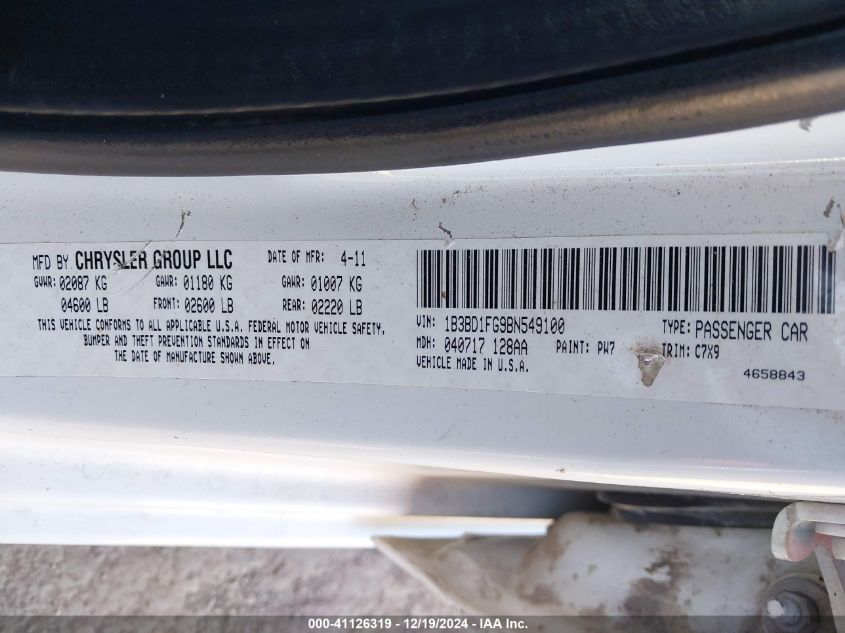 MFD BY CHRYSLER GROUP LLC DATE OF MFR: 4-11
GVWR: 02087 KG GAWR: 01180 KG GAWR: 01007 KG
04600 LB FRONT: 02600 LB REAR: 02220 LB
THIS VEHICLE CONFORMS TO ALL APPLICABLE U.S.A. FEDERAL MOTOR VEHICLE SAFETY,
BUMPER AND THEFT PREVENTION STANDARDS IN EFFECT ON
THE DATE OF MANUFACTURE SHOWN ABOVE.
VIN: 1B3BD1FG9BN549100 TYPE: PASSENGER CAR
MDH: 040717 128AA PAINT: PW7 TRIM: C7X9
VEHICLE MADE IN U.S.A.
4658843
000-41126319 - 12/19/2024 - IAA Inc.